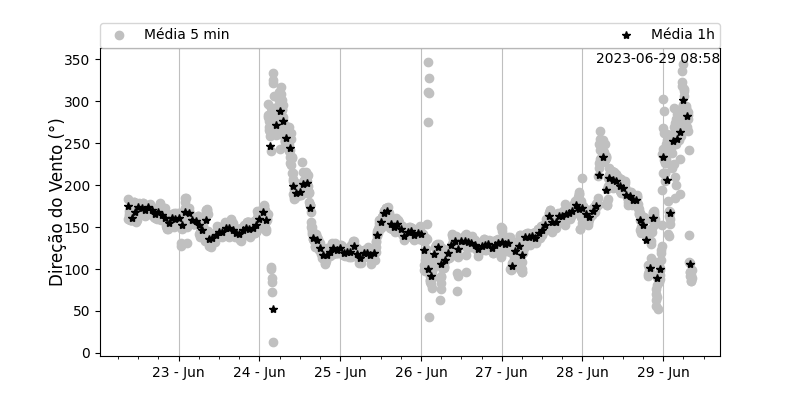 Média 5 min
Média 1h
2023-06-29 08:58
Direção do Vento (°)
350
300
250
200
150
100
50
0
23 - Jun
24 - Jun
25 - Jun
26 - Jun
27 - Jun
28 - Jun
29 - Jun